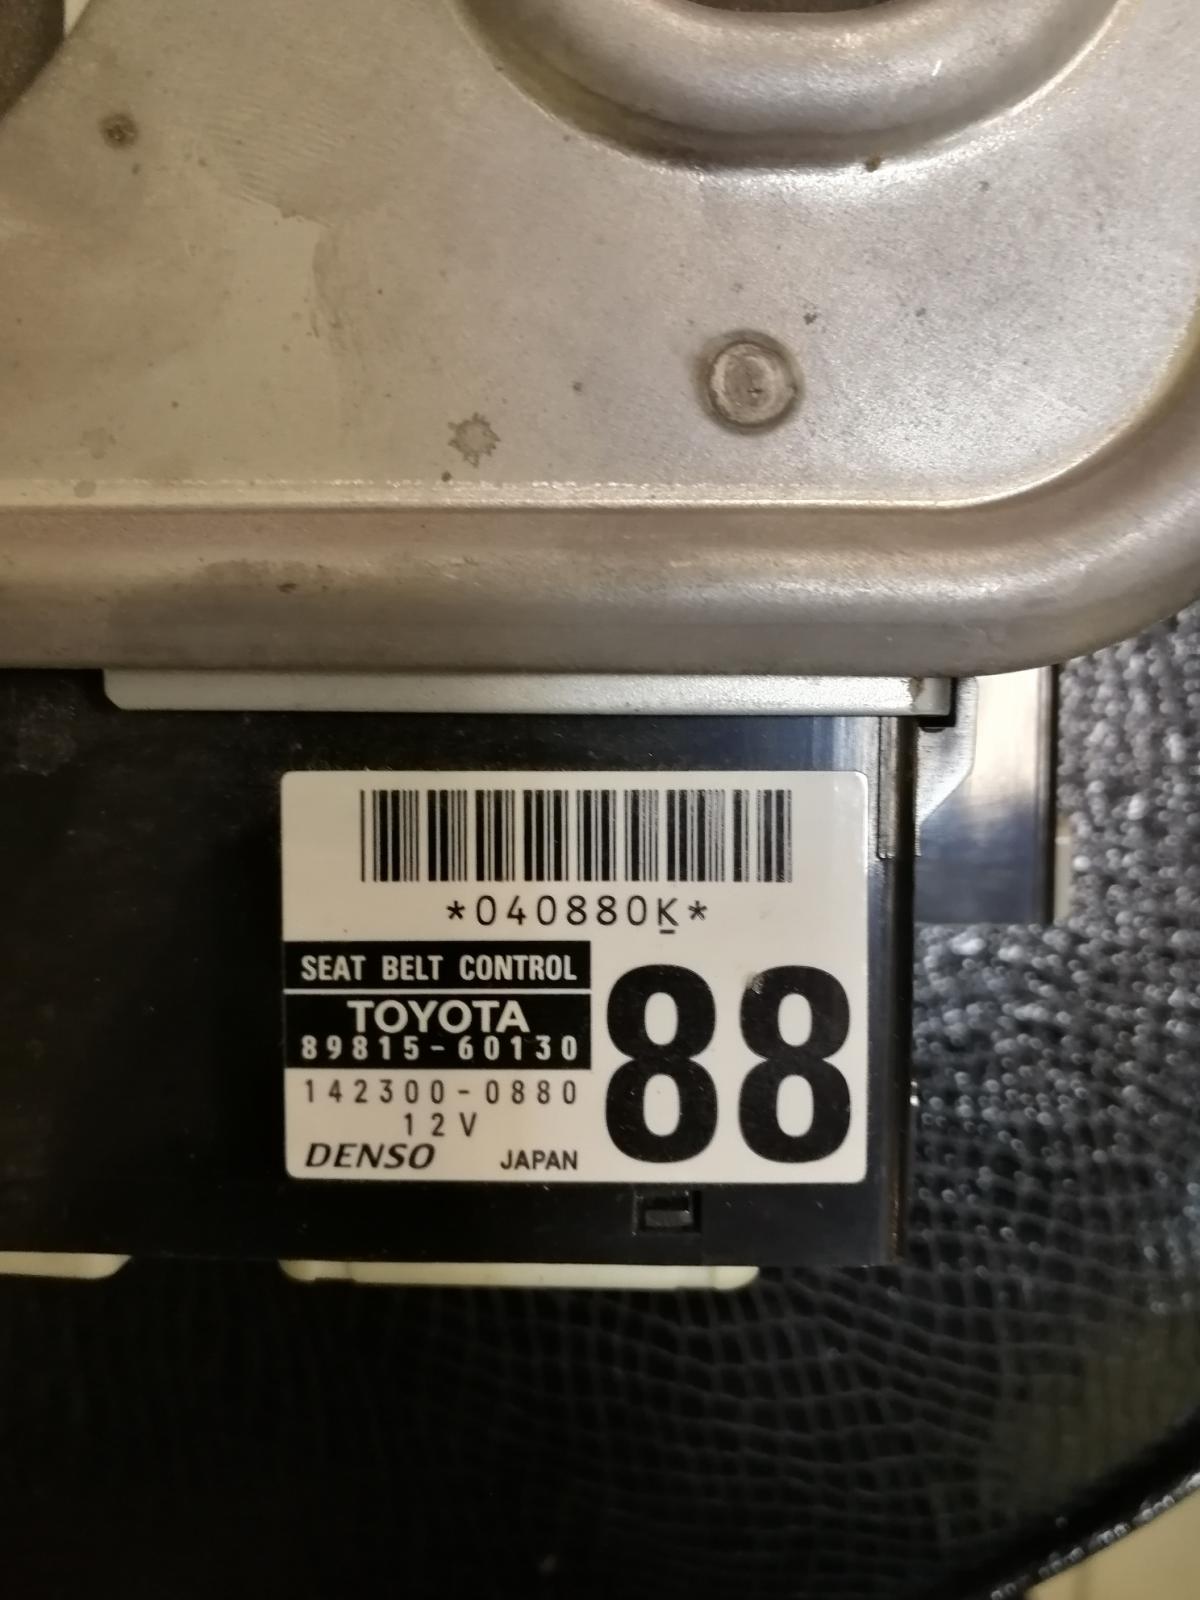 *040880K*
SEAT BELT CONTROL
TOYOTA
89815-60130
88
142300-0880
12V
DENSO JAPAN